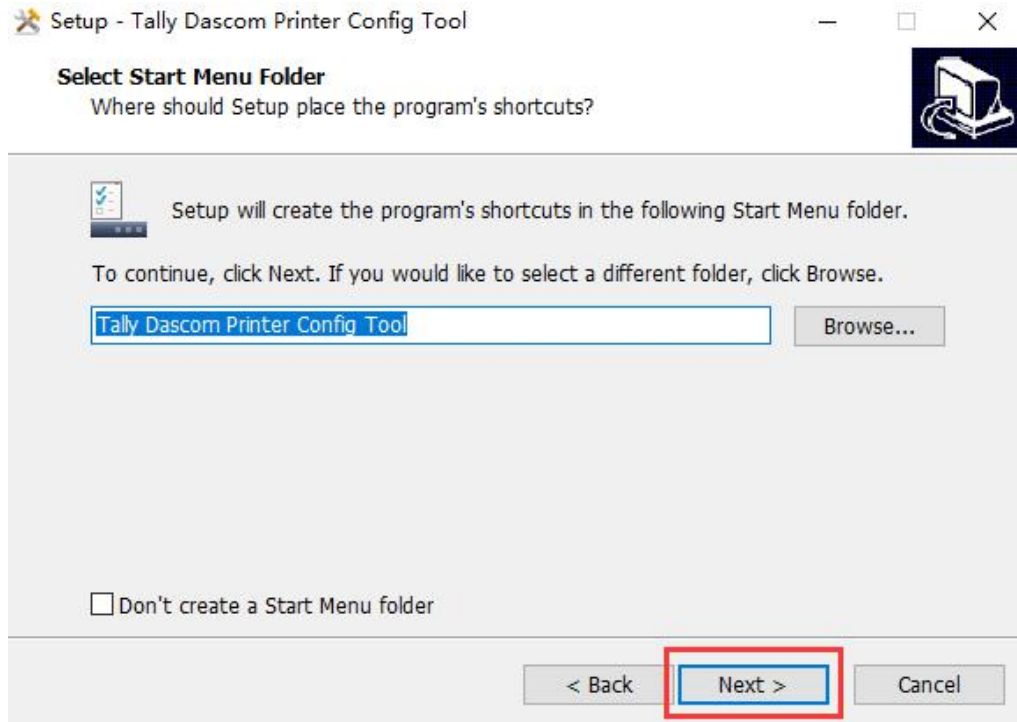 Setup - Tally Dascom Printer Config Tool
Select Start Menu Folder
Where should Setup place the program's shortcuts?
Setup will create the program's shortcuts in the following Start Menu folder.
To continue, click Next. If you would like to select a different folder, click Browse.
Tally Dascom Printer Config Tool
Browse...
Don't create a Start Menu folder
< Back
Next >
Cancel